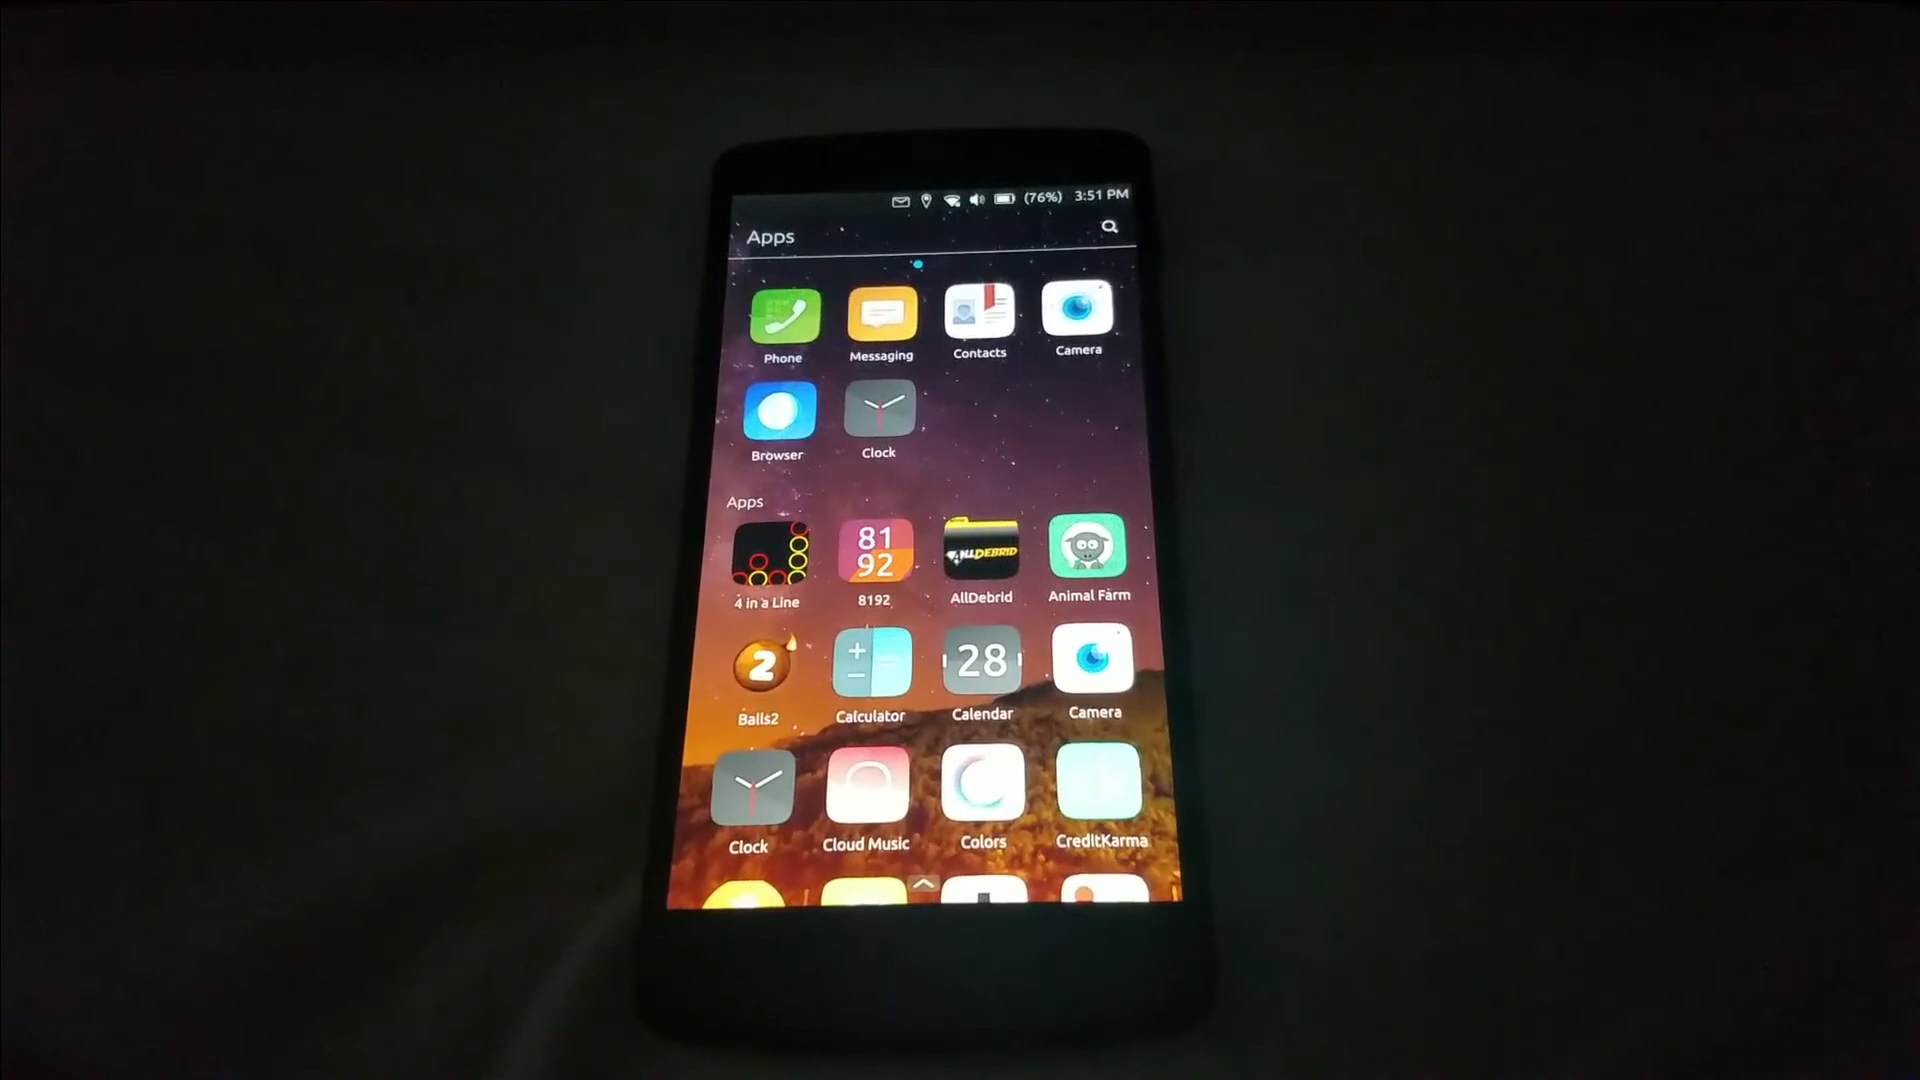 (76%) 3:51 PM
Apps
Phone Messaging Contacts Camera
Browser Clock
Apps
81
92
ALLDEBRID
4 in a Line 8192 AllDebrid Animal Farm
2
28
Balls2 Calculator Calendar Camera
Clock Cloud Music Colors CreditKarma